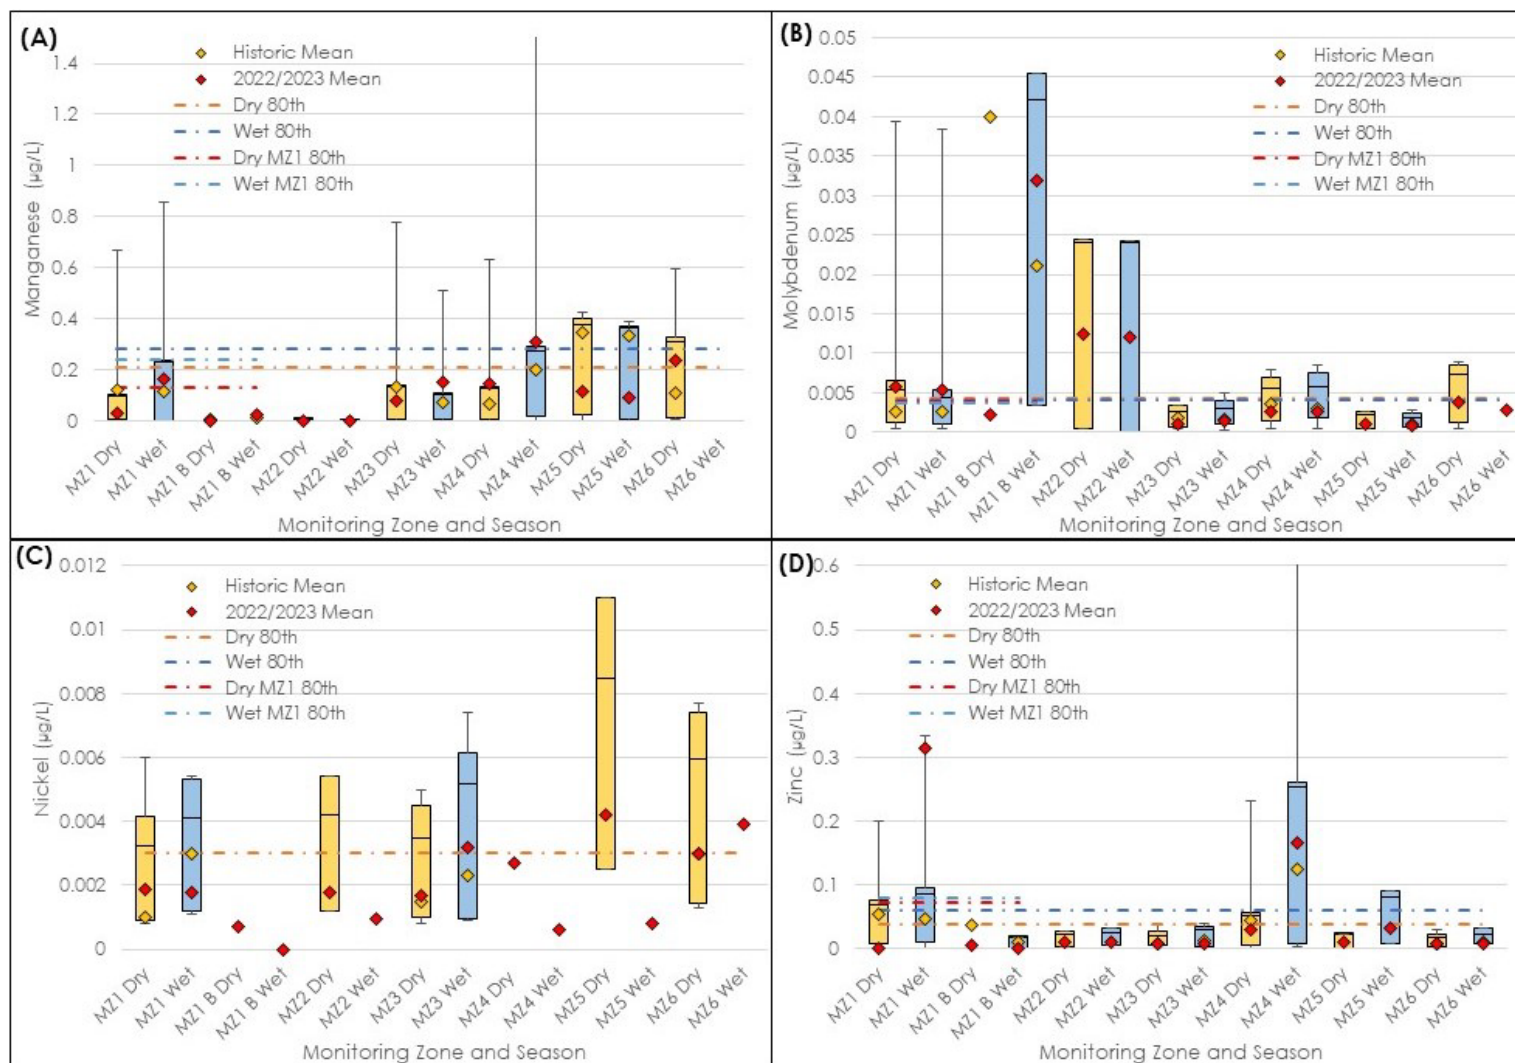 (A)
Historic Mean
2022/2023 Mean
Dry 80th
Wet 80th
Dry MZ1 80th
Wet MZ1 80th
Manganese (µg/L)
1.4
1.2
1
0.8
0.6
0.4
0.2
0
MZ1 Dry
MZ1 Wet
MZ1 B Dry
MZ1 B Wet
MZ2 Dry
MZ2 Wet
MZ3 Dry
MZ3 Wet
MZ4 Dry
MZ4 Wet
MZ5 Dry
MZ5 Wet
MZ6 Dry
MZ6 Wet
Monitoring Zone and Season
(B)
Historic Mean
2022/2023 Mean
Dry 80th
Wet 80th
Dry MZ1 80th
Wet MZ1 80th
Molybdenum (µg/L)
0.05
0.045
0.04
0.035
0.03
0.025
0.02
0.015
0.01
0.005
0
MZ1 Dry
MZ1 Wet
MZ1 B Dry
MZ1 B Wet
MZ2 Dry
MZ2 Wet
MZ3 Dry
MZ3 Wet
MZ4 Dry
MZ4 Wet
MZ5 Dry
MZ5 Wet
MZ6 Dry
MZ6 Wet
Monitoring Zone and Season
(C)
Historic Mean
2022/2023 Mean
Dry 80th
Wet 80th
Dry MZ1 80th
Wet MZ1 80th
Nickel (µg/L)
0.012
0.01
0.008
0.006
0.004
0.002
0
MZ1 Dry
MZ1 Wet
MZ1 B Dry
MZ1 B Wet
MZ2 Dry
MZ2 Wet
MZ3 Dry
MZ3 Wet
MZ4 Dry
MZ4 Wet
MZ5 Dry
MZ5 Wet
MZ6 Dry
MZ6 Wet
Monitoring Zone and Season
(D)
Historic Mean
2022/2023 Mean
Dry 80th
Wet 80th
Dry MZ1 80th
Wet MZ1 80th
Zinc (µg/L)
0.6
0.5
0.4
0.3
0.2
0.1
0
MZ1 Dry
MZ1 Wet
MZ1 B Dry
MZ1 B Wet
MZ2 Dry
MZ2 Wet
MZ3 Dry
MZ3 Wet
MZ4 Dry
MZ4 Wet
MZ5 Dry
MZ5 Wet
MZ6 Dry
MZ6 Wet
Monitoring Zone and Season